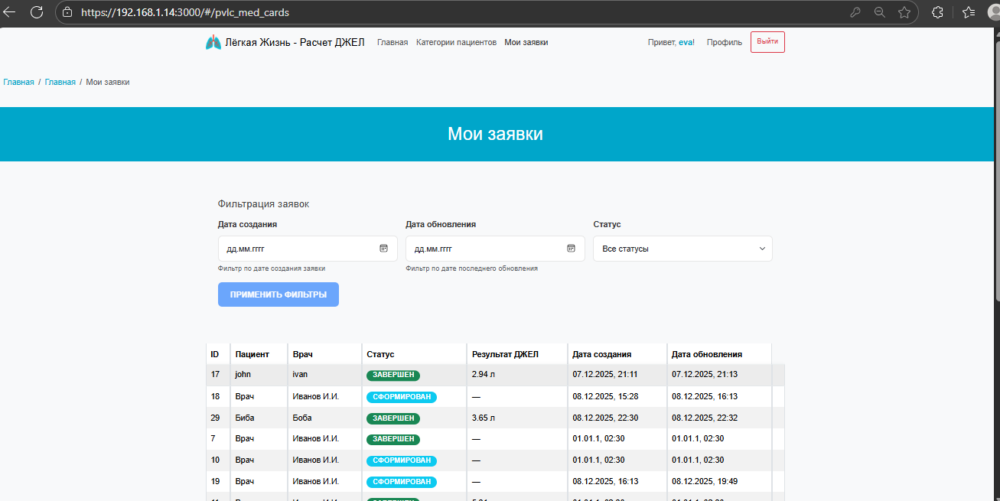 https://192.168.1.14:3000/#/pvlc_med_cards
Лёгкая Жизнь - Расчет ДЖЕЛ Главная Категории пациентов Мои заявки Привет, eva! Профиль Выйти
Главная / Главная / Мои заявки
Мои заявки
Фильтрация заявок
Дата создания Дата обновления Статус
дд.мм.гггг дд.мм.гггг Все статусы
Фильтр по дате создания заявки Фильтр по дате последнего обновления
ПРИМЕНИТЬ ФИЛЬТРЫ
ID Пациент Врач Статус Результат ДЖЕЛ Дата создания Дата обновления
17 john ivan ЗАВЕРШЕН 2.94 л 07.12.2025, 21:11 07.12.2025, 21:13
18 Врач Иванов И.И. СФОРМИРОВАН — 08.12.2025, 15:28 08.12.2025, 16:13
29 Биба Боба ЗАВЕРШЕН 3.65 л 08.12.2025, 22:30 08.12.2025, 22:32
7 Врач Иванов И.И. ЗАВЕРШЕН — 01.01.1, 02:30 01.01.1, 02:30
10 Врач Иванов И.И. СФОРМИРОВАН — 01.01.1, 02:30 01.01.1, 02:30
19 Врач Иванов И.И. СФОРМИРОВАН — 08.12.2025, 16:13 08.12.2025, 19:49